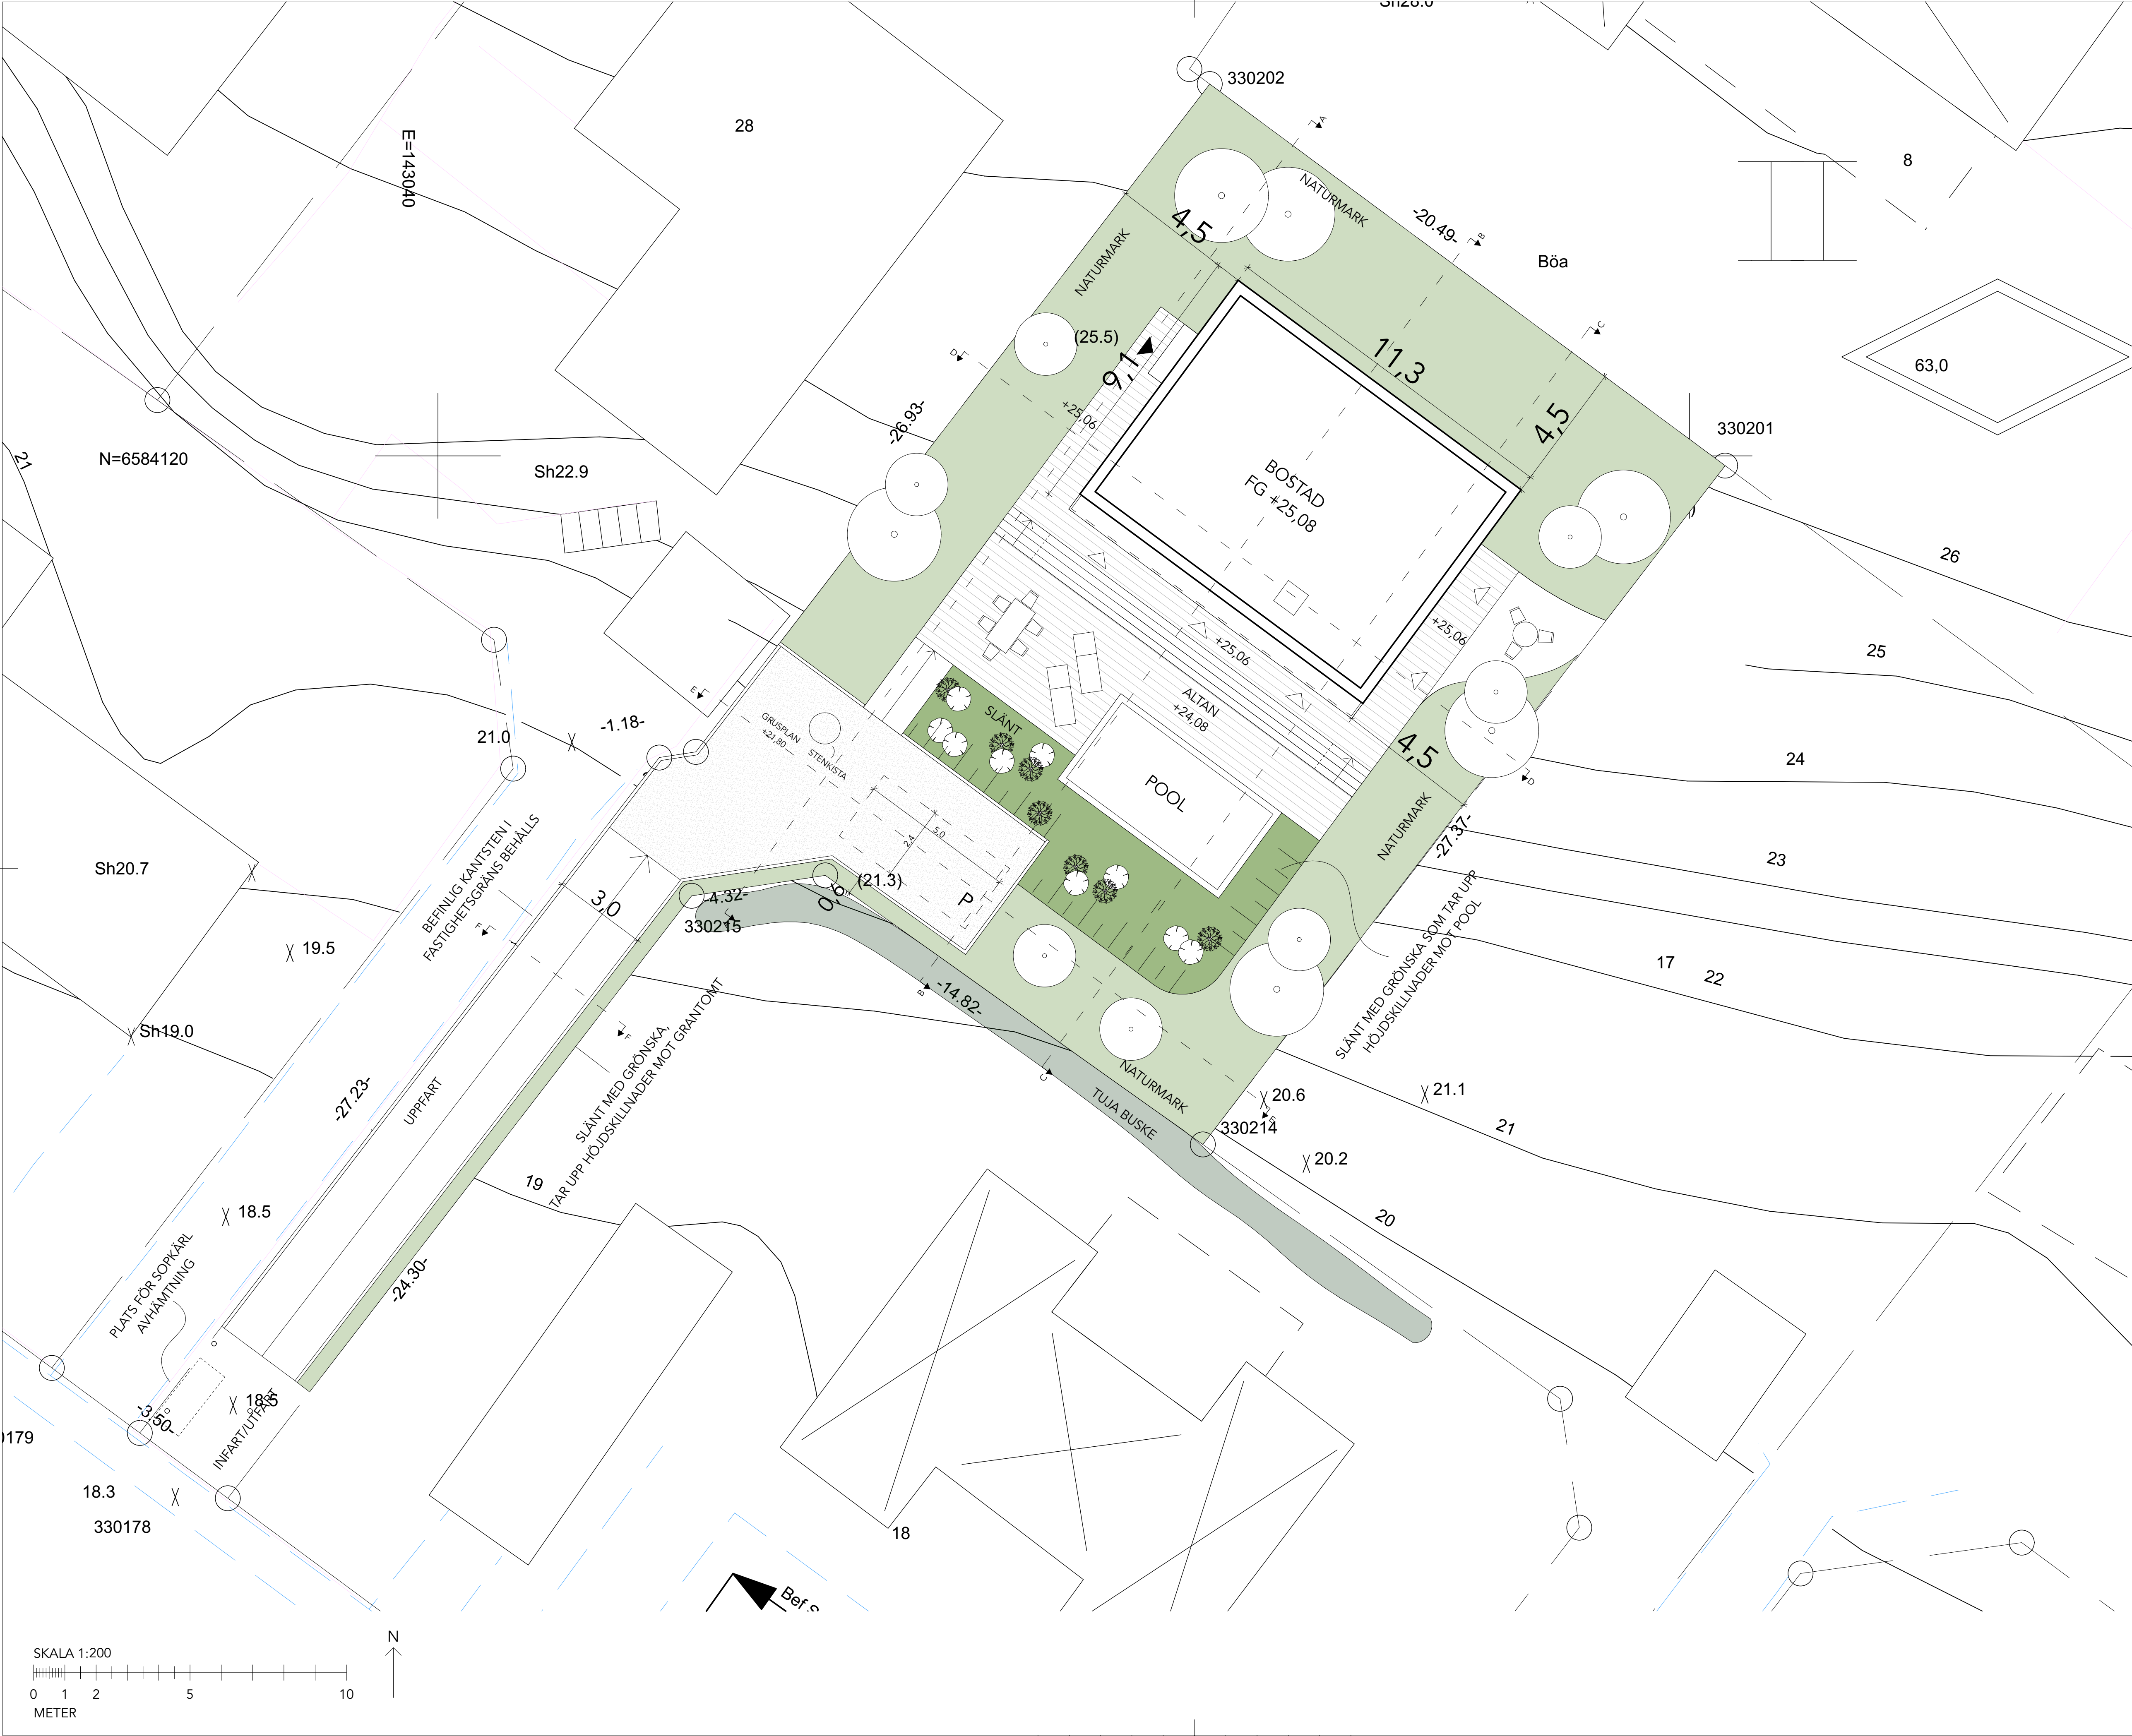 Sh28.0
330202
28
E=143040
8
NATURMARK
-20.49-
Böa
4,5
NATURMARK
(25.5)
9,1
11,3
63,0
+25,06
-26.93-
4,5
330201
N=6584120
21
Sh22.9
BOSTAD
FG +25,08
26
+25,06
+25,06
25
ALTAN
+24,08
SLÄNT
-1.18-
21.0
GRUSPLAN
+21,80
STENKISTA
4,5
24
POOL
NATURMARK
-27.37-
5,0
2,4
P
23
Sh20.7
BEFINLIG KANTSTEN I
FASTIGHETSGRÄNS BEHÅLLS
3,0
-4.32-
(21.3)
330215
19.5
SLÄNT MED GRÖNSKA SOM TAR UPP
HÖJDSKILLNADER MOT POOL
17
22
-14.82-
Sh19.0
SLÄNT MED GRÖNSKA,
TAR UPP HÖJDSKILLNADER MOT GRANTOMT
-27.23-
UPPFART
NATURMARK
TUJA BUSKE
20.6
21.1
330214
21
20.2
19
20
18.5
PLATS FÖR SOPKÄRL
AVHÄMTNING
-24.30-
-3.50-
18.5
INFART/UTFART
0179
18.3
330178
18
A
B
C
D
D
E
E
F
F
B
C
N
SKALA 1:200
0 1 2 5 10
METER